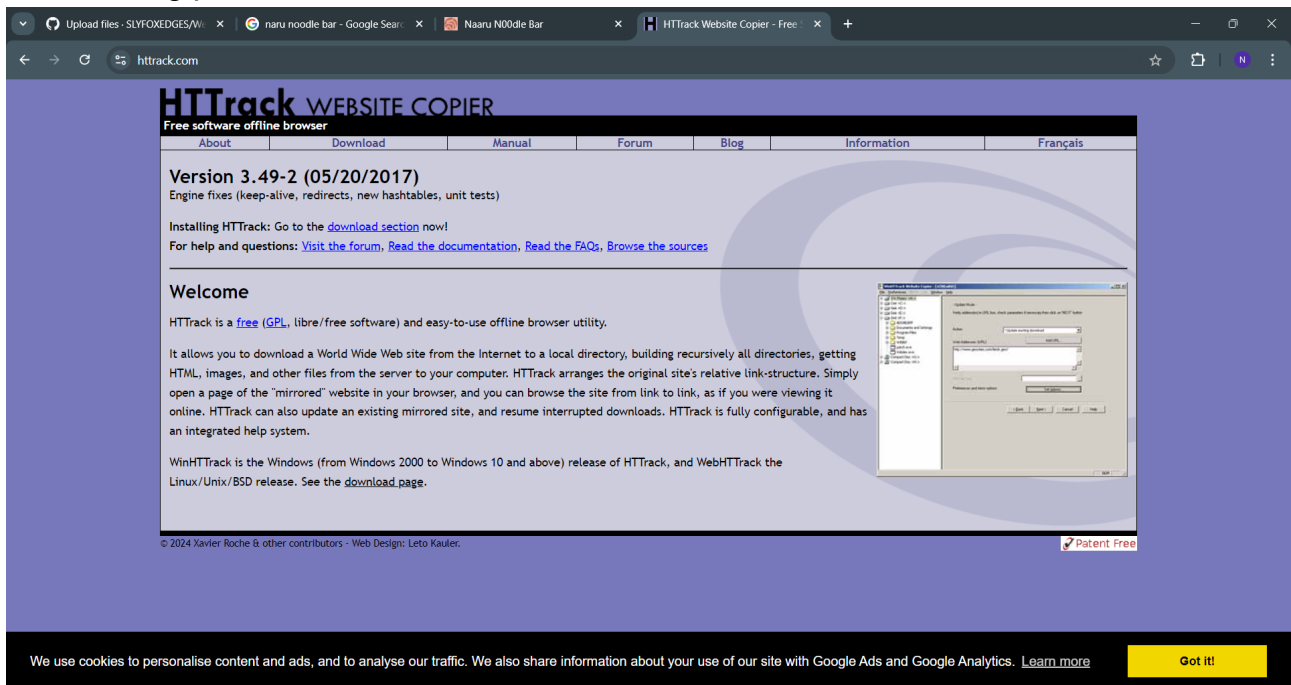 Upload files · SLYFOXEDGES/W
naru noodle bar - Google Searc
Naaru N00dle Bar
HTTrack Website Copier - Free
httrack.com
N
HTTrack WEBSITE COPIER
Free software offline browser
About Download Manual Forum Blog Information Français
Version 3.49-2 (05/20/2017)
Engine fixes (keep-alive, redirects, new hashtables, unit tests)
Installing HTTrack: Go to the download section now!
For help and questions: Visit the forum, Read the documentation, Read the FAQs, Browse the sources
Welcome
HTTrack is a free (GPL, libre/free software) and easy-to-use offline browser utility.
It allows you to download a World Wide Web site from the Internet to a local directory, building recursively all directories, getting
HTML, images, and other files from the server to your computer. HTTrack arranges the original site's relative link-structure. Simply
open a page of the "mirrored" website in your browser, and you can browse the site from link to link, as if you were viewing it
online. HTTrack can also update an existing mirrored site, and resume interrupted downloads. HTTrack is fully configurable, and has
an integrated help system.
WinHTTrack is the Windows (from Windows 2000 to Windows 10 and above) release of HTTrack, and WebHTTrack the
Linux/Unix/BSD release. See the download page.
© 2024 Xavier Roche & other contributors - Web Design: Leto Kauler.
Patent Free
We use cookies to personalise content and ads, and to analyse our traffic. We also share information about your use of our site with Google Ads and Google Analytics. Learn more
Got it!